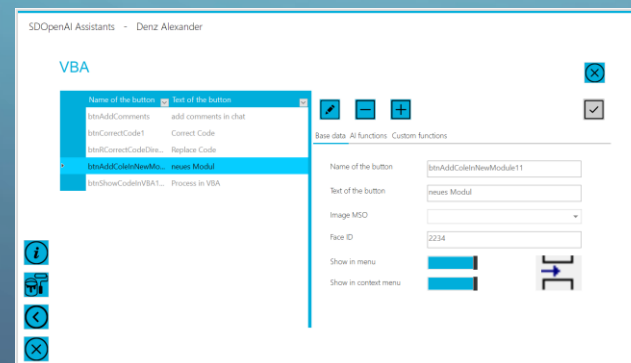 SDOpenAI Assistants - Denz Alexander
VBA
Name of the button Text of the button
btnAddComments add comments in chat
btnCorrectCode1 Correct Code
btnRCorrectCodeDire... Replace Code
btnAddColeInNewMo... neues Modul
btnShowCodeInVBA1... Process in VBA
Base data AI functions Custom functions
Name of the button btnAddColeInNewModule11
Text of the button neues Modul
Image MSO
Face ID 2234
Show in menu
Show in context menu